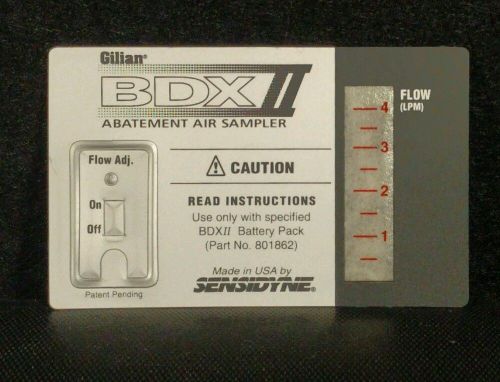 Gilian®
BDX II
ABATEMENT AIR SAMPLER
Flow Adj.
On
Off
Patent Pending
⚠ CAUTION
READ INSTRUCTIONS
Use only with specified
BDXII Battery Pack
(Part No. 801862)
Made in USA by
SENSIDYNE®
FLOW
(LPM)
4
3
2
1